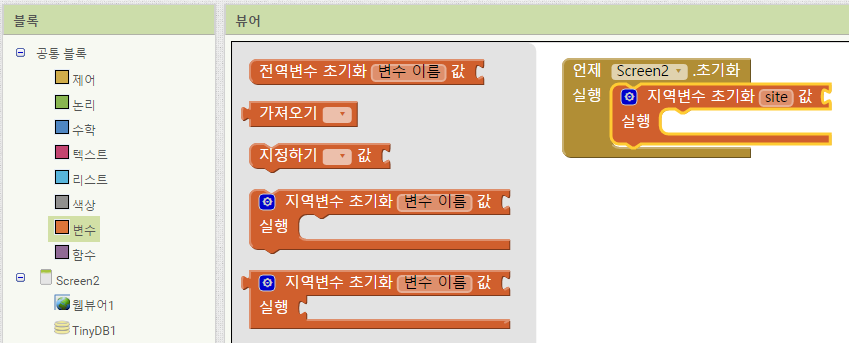 블록
공통 블록
제어
논리
수학
텍스트
리스트
색상
변수
함수
Screen2
웹뷰어1
TinyDB1
뷰어
전역변수 초기화 변수 이름 값
가져오기
지정하기 값
지역변수 초기화 변수 이름 값
실행
지역변수 초기화 변수 이름 값
실행
언제 Screen2 .초기화
실행 지역변수 초기화 site 값
실행